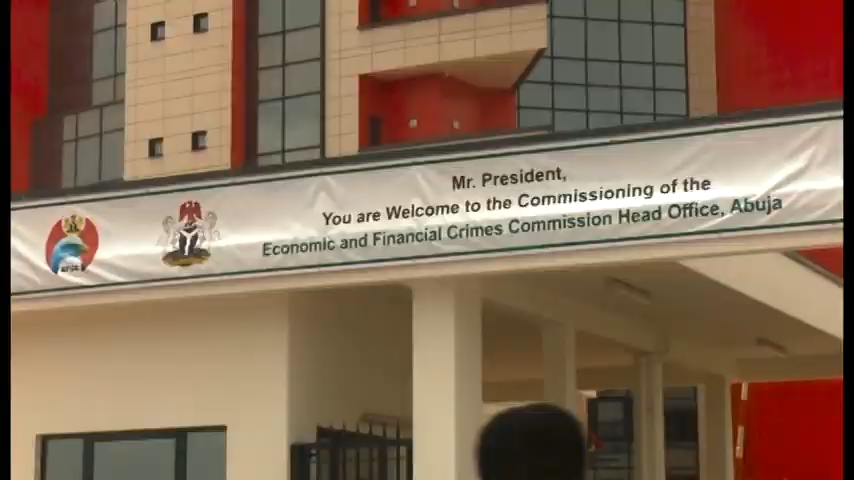 Mr. President,
You are Welcome to the Commissioning of the
Economic and Financial Crimes Commission Head Office, Abuja